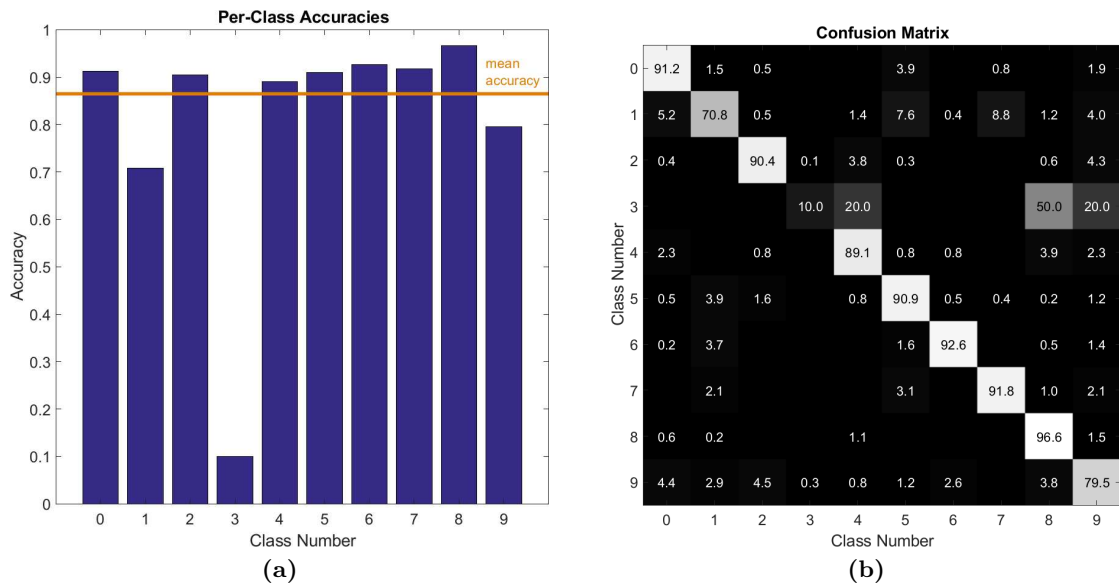 Per-Class Accuracies
1
0.9
0.8
0.7
0.6
0.5
0.4
0.3
0.2
0.1
0
Accuracy
mean
accuracy
0 1 2 3 4 5 6 7 8 9
Class Number
(a)
Confusion Matrix
Class Number
0 91.2 1.5 0.5 3.9 0.8 1.9
1 5.2 70.8 0.5 1.4 7.6 0.4 8.8 1.2 4.0
2 0.4 90.4 0.1 3.8 0.3 0.6 4.3
3 10.0 20.0 50.0 20.0
4 2.3 0.8 89.1 0.8 0.8 3.9 2.3
5 0.5 3.9 1.6 0.8 90.9 0.5 0.4 0.2 1.2
6 0.2 3.7 1.6 92.6 0.5 1.4
7 2.1 3.1 91.8 1.0 2.1
8 0.6 0.2 1.1 96.6 1.5
9 4.4 2.9 4.5 0.3 0.8 1.2 2.6 3.8 79.5
0 1 2 3 4 5 6 7 8 9
Class Number
(b)